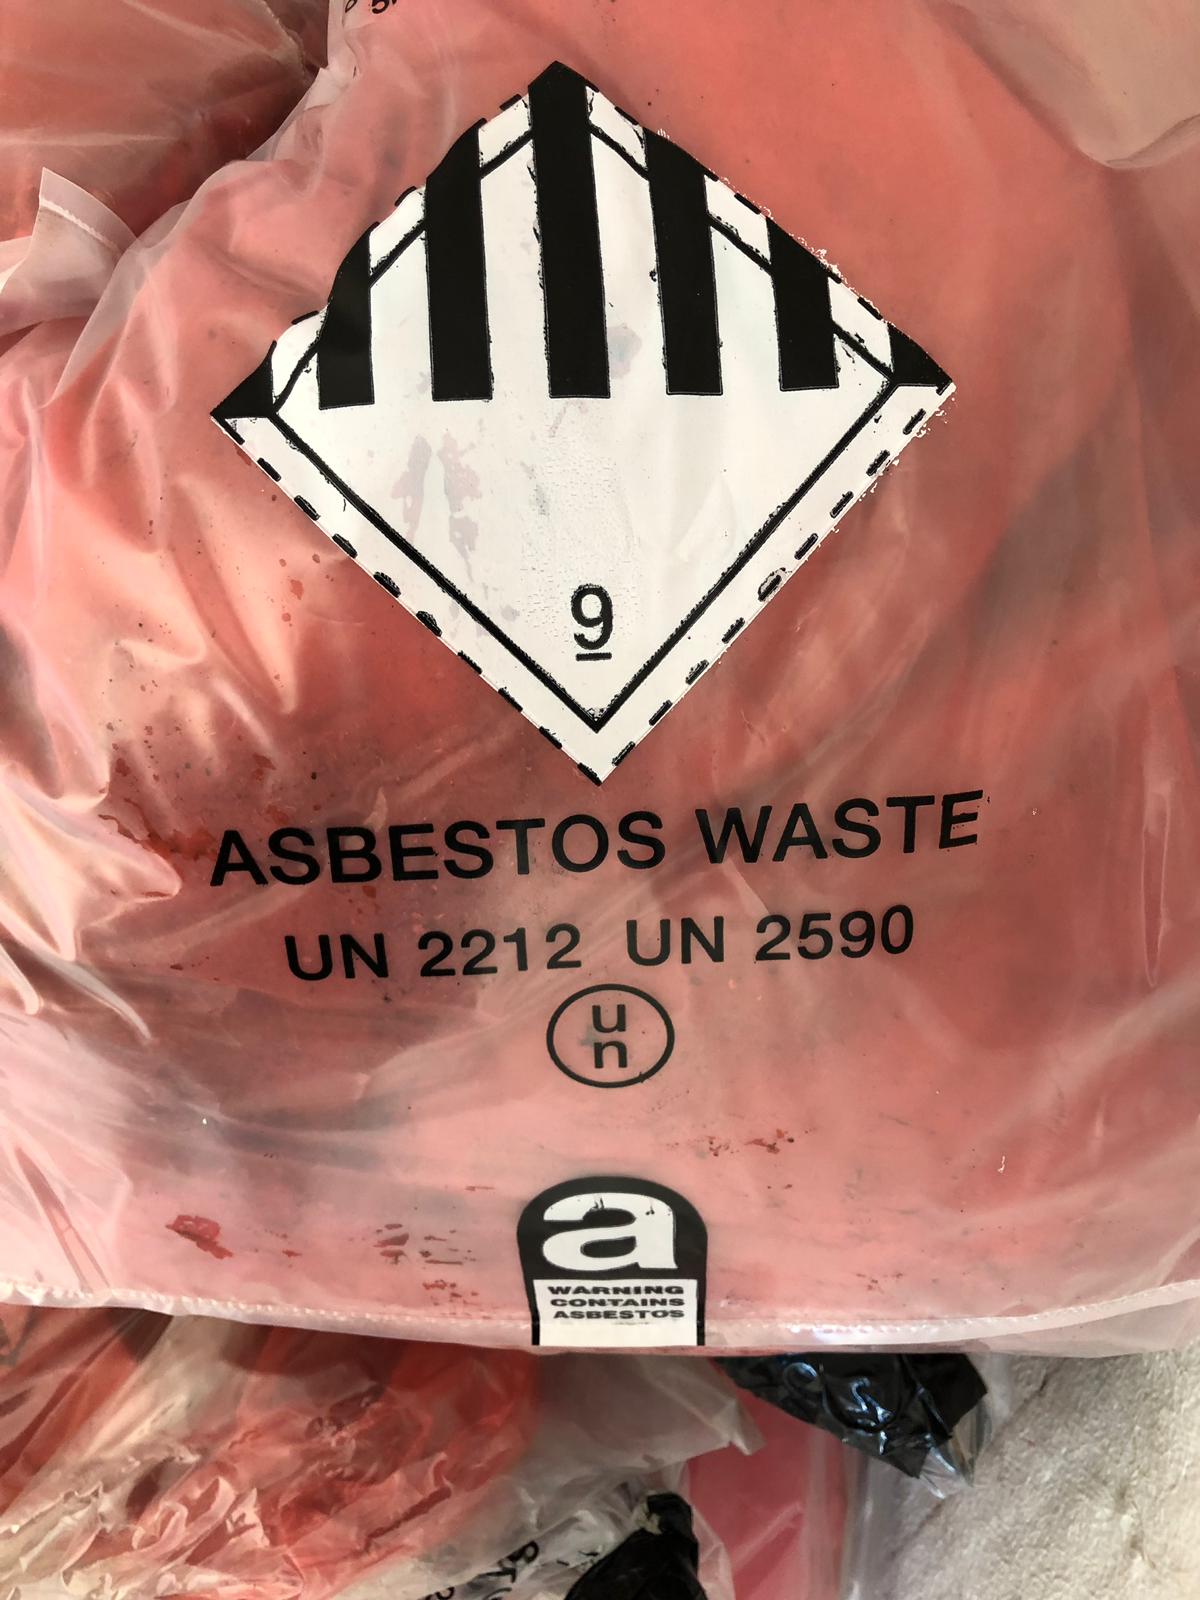 9
ASBESTOS WASTE
UN 2212 UN 2590
u
n
a
WARNING
CONTAINS
ASBESTOS